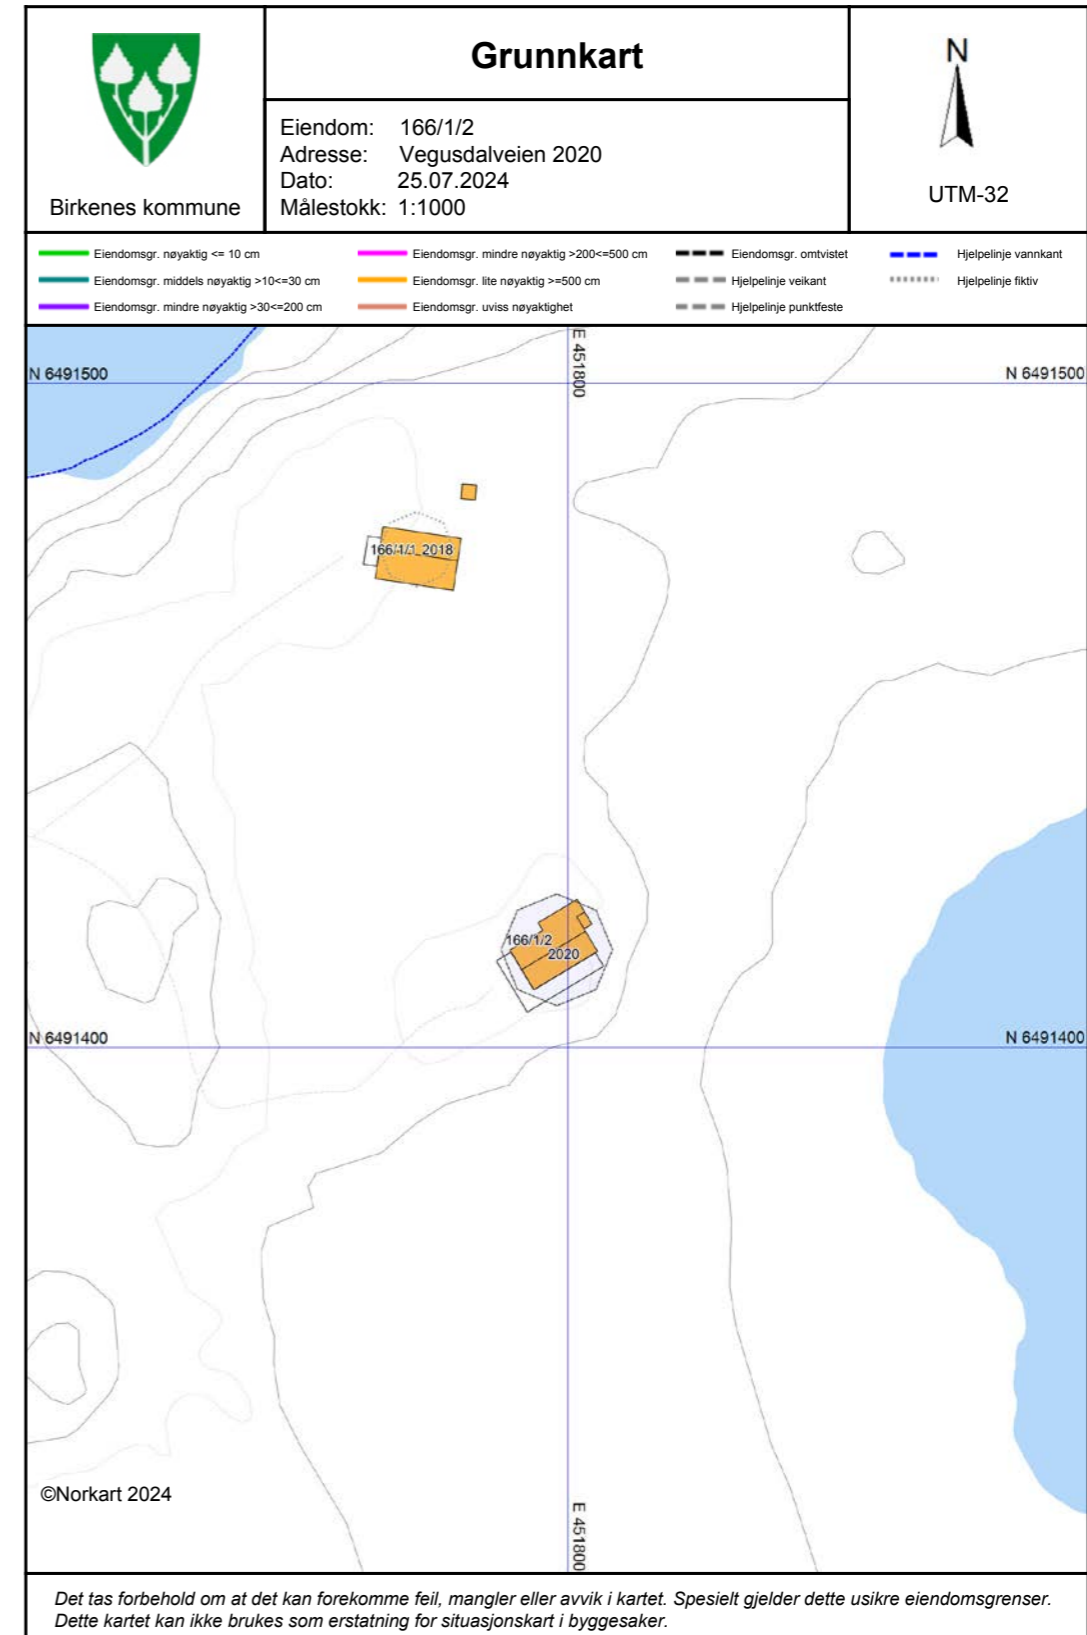 Grunnkart
Birkenes kommune
Eiendom: 166/1/2
Adresse: Vegusdalveien 2020
Dato: 25.07.2024
Målestokk: 1:1000
N
UTM-32
Eiendomsgr. nøyaktig <= 10 cm
Eiendomsgr. middels nøyaktig >10<=30 cm
Eiendomsgr. mindre nøyaktig >30<=200 cm
Eiendomsgr. mindre nøyaktig >200<=500 cm
Eiendomsgr. lite nøyaktig >=500 cm
Eiendomsgr. uviss nøyaktighet
Eiendomsgr. omtvistet
Hjelpelinje veikant
Hjelpelinje punktfeste
Hjelpelinje vannkant
Hjelpelinje fiktiv
E 451800
N 6491500
N 6491500
166/1/1 2018
166/1/2
2020
N 6491400
N 6491400
©Norkart 2024
E 451800
Det tas forbehold om at det kan forekomme feil, mangler eller avvik i kartet. Spesielt gjelder dette usikre eiendomsgrenser.
Dette kartet kan ikke brukes som erstatning for situasjonskart i byggesaker.